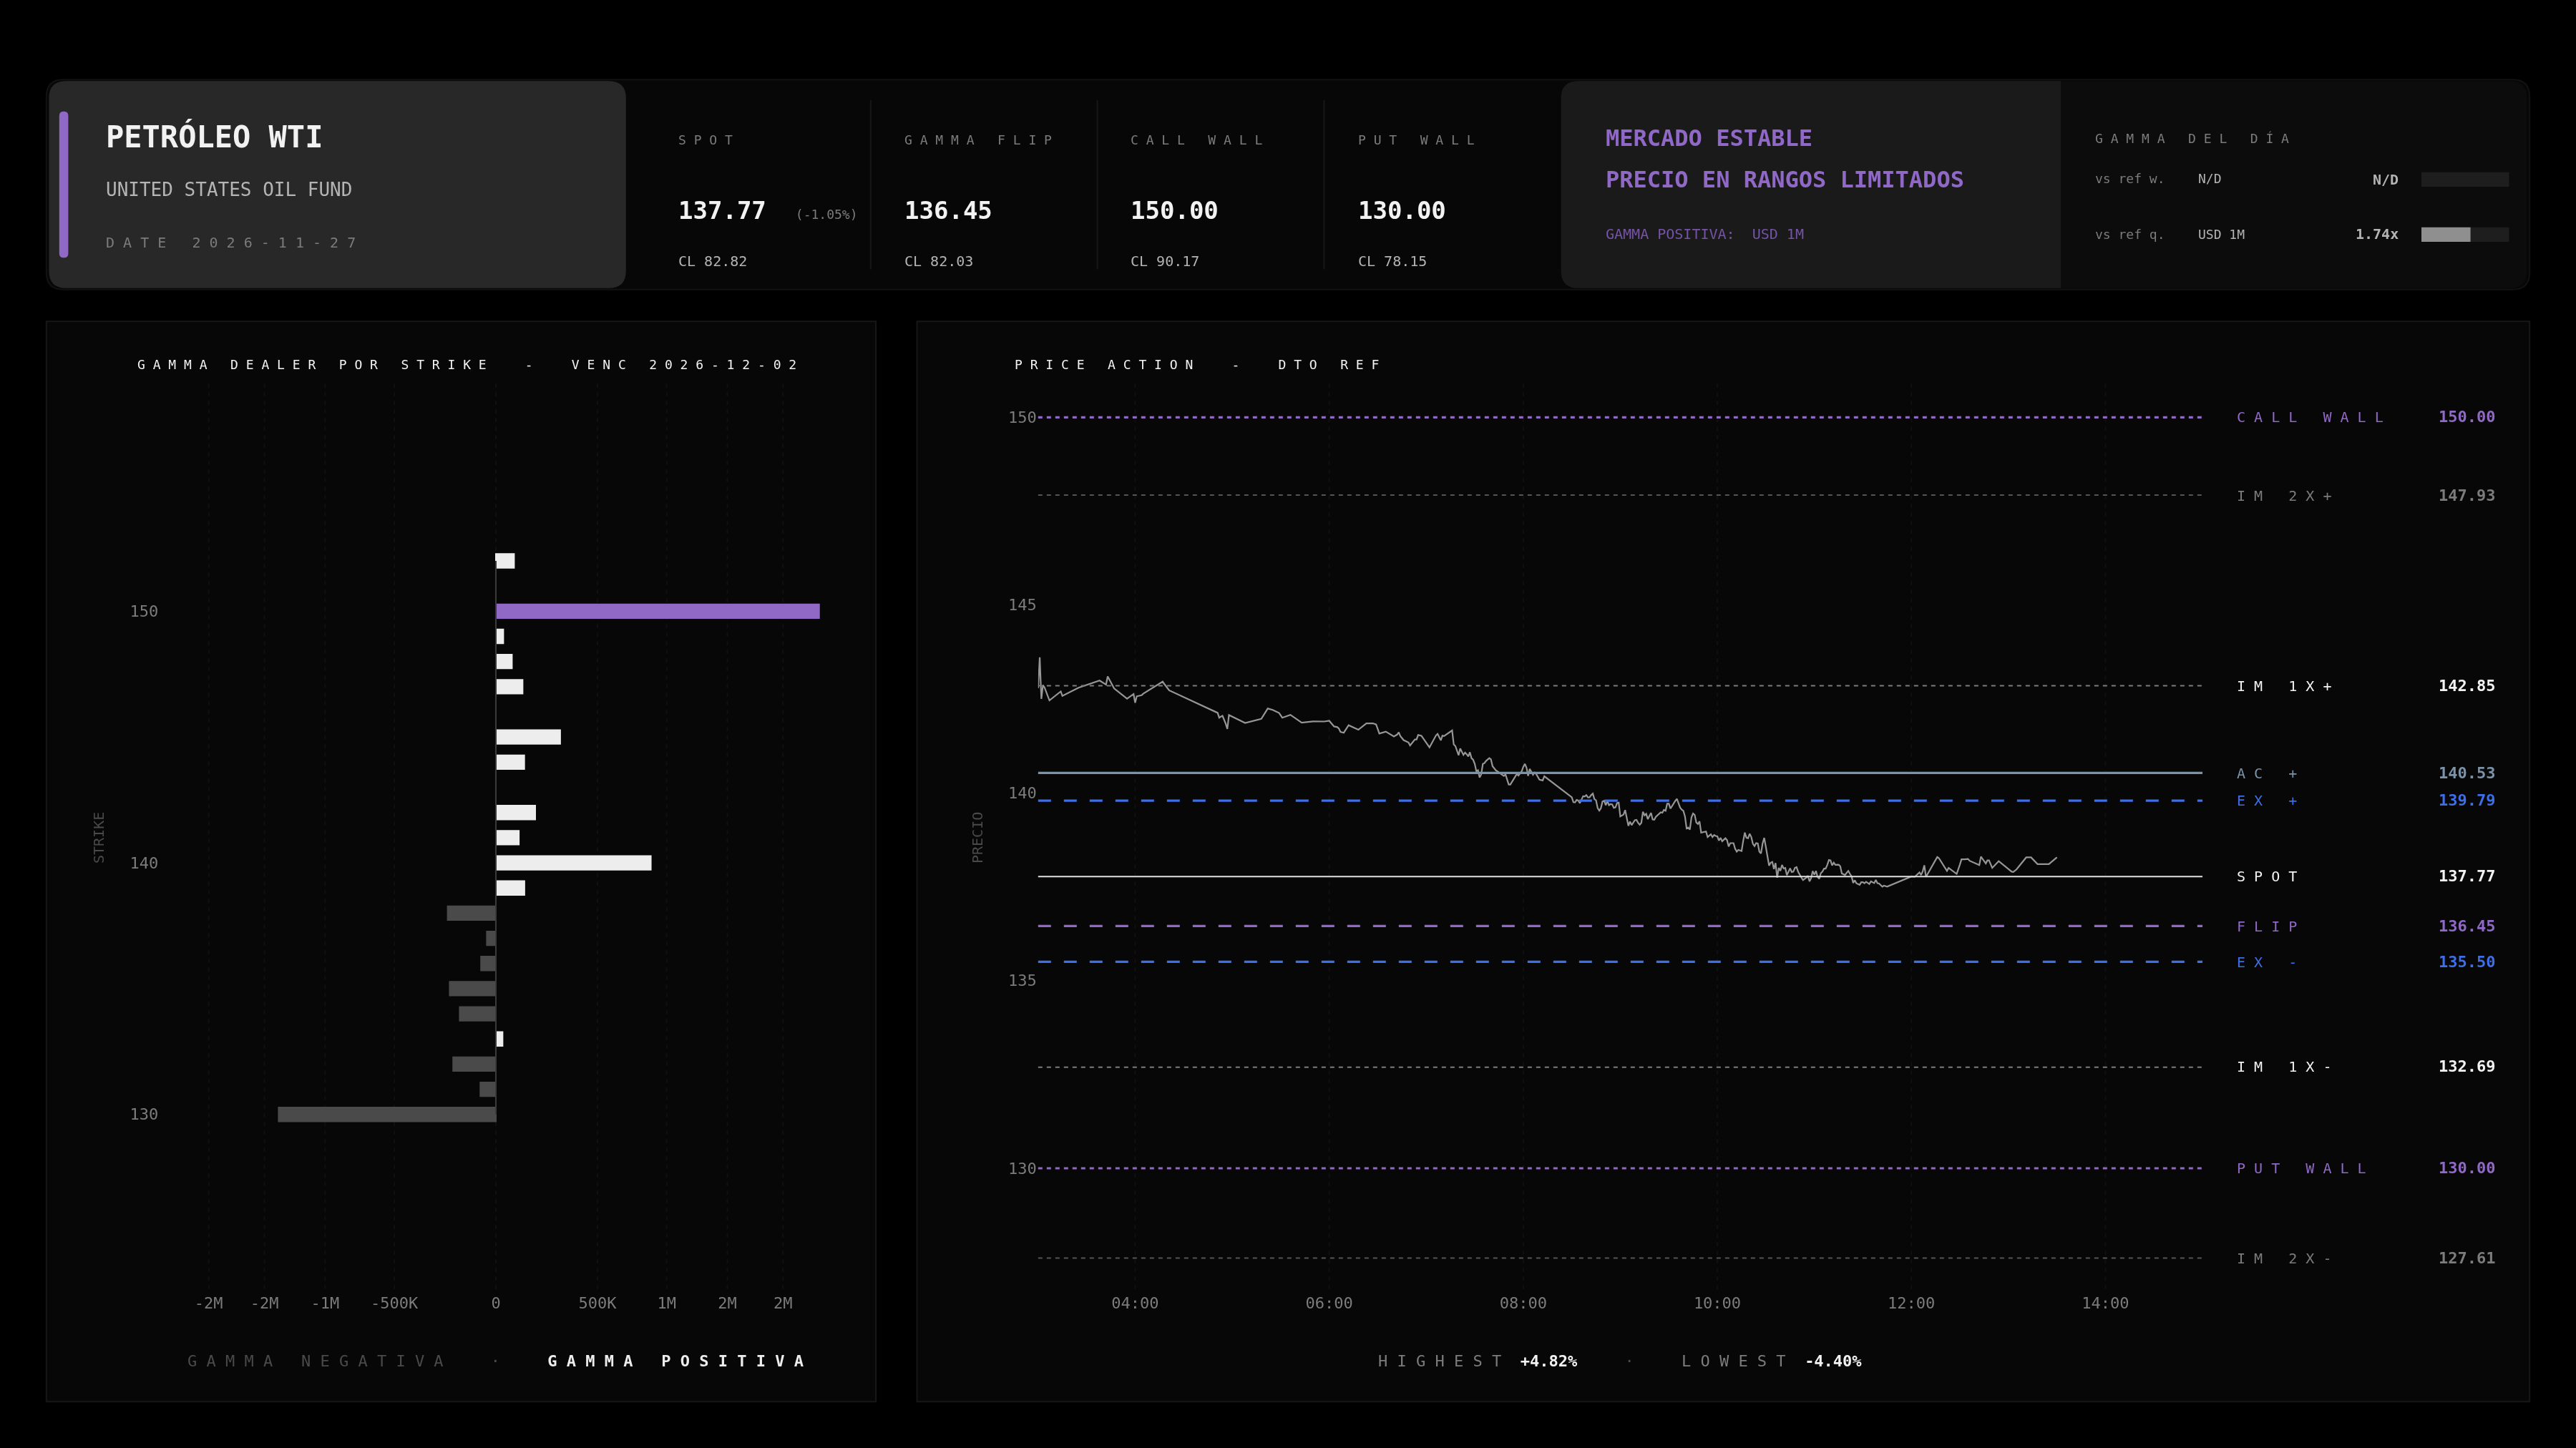 PETRÓLEO WTI
UNITED STATES OIL FUND
DATE 2026-11-27
SPOT
137.77 (-1.05%)
CL 82.82
GAMMA FLIP
136.45
CL 82.03
CALL WALL
150.00
CL 90.17
PUT WALL
130.00
CL 78.15
MERCADO ESTABLE
PRECIO EN RANGOS LIMITADOS
GAMMA POSITIVA: USD 1M
GAMMA DEL DÍA
vs ref w. N/D N/D
vs ref q. USD 1M 1.74x
GAMMA DEALER POR STRIKE - VENC 2026-12-02
STRIKE
150
140
130
-2M -2M -1M -500K 0 500K 1M 2M 2M
GAMMA NEGATIVA · GAMMA POSITIVA
PRICE ACTION - DTO REF
PRECIO
150
145
140
135
130
CALL WALL 150.00
IM 2X+ 147.93
IM 1X+ 142.85
AC + 140.53
EX + 139.79
SPOT 137.77
FLIP 136.45
EX - 135.50
IM 1X- 132.69
PUT WALL 130.00
IM 2X- 127.61
04:00 06:00 08:00 10:00 12:00 14:00
HIGHEST +4.82% · LOWEST -4.40%